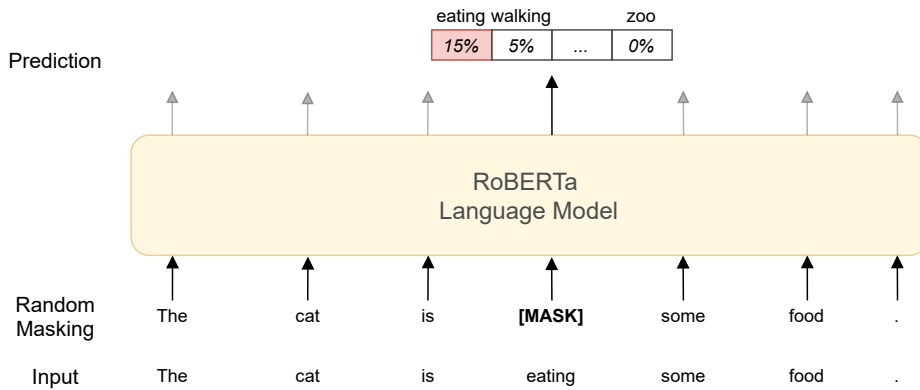 eating walking zoo
Prediction 15% 5% ... 0%
RoBERTa
Language Model
Random
Masking
The cat is [MASK] some food .
Input The cat is eating some food .